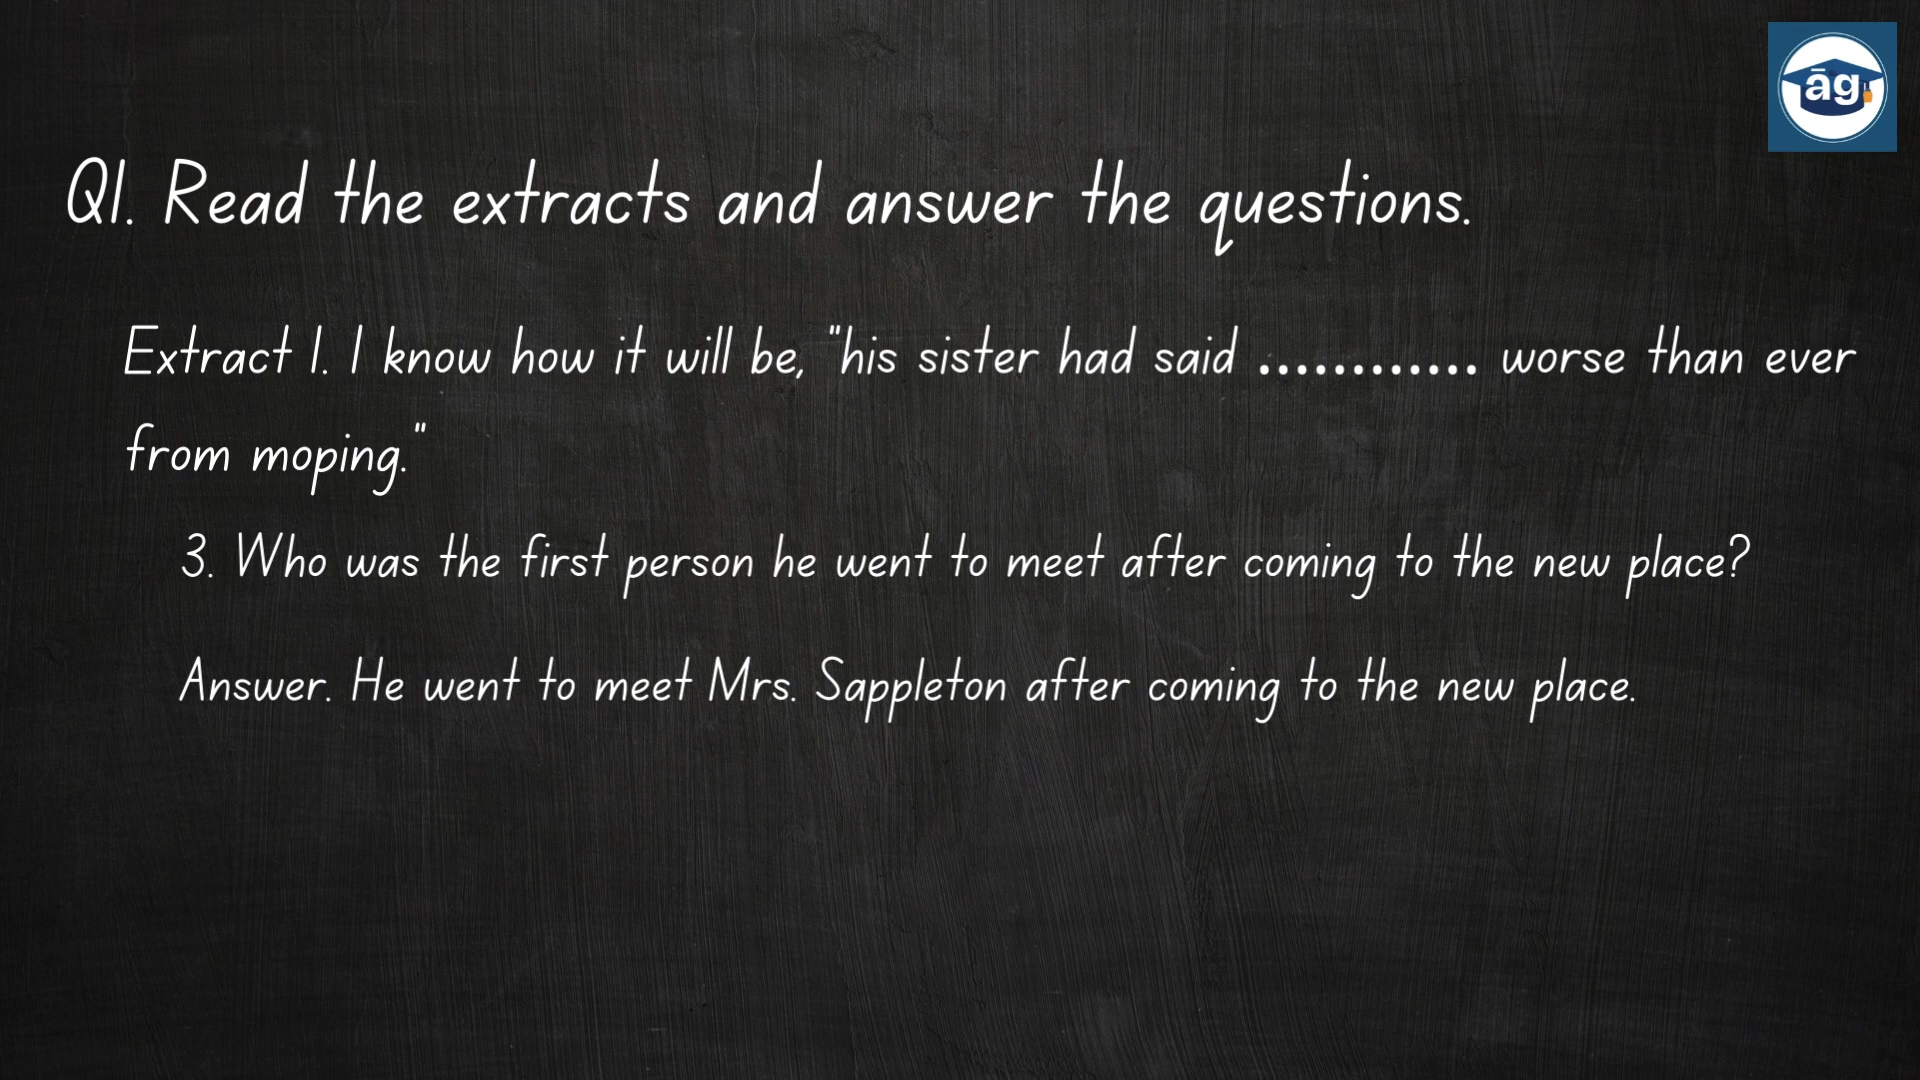 āg
Q1. Read the extracts and answer the questions.
Extract 1. I know how it will be, "his sister had said ............ worse than ever
from moping."
3. Who was the first person he went to meet after coming to the new place?
Answer. He went to meet Mrs. Sappleton after coming to the new place.